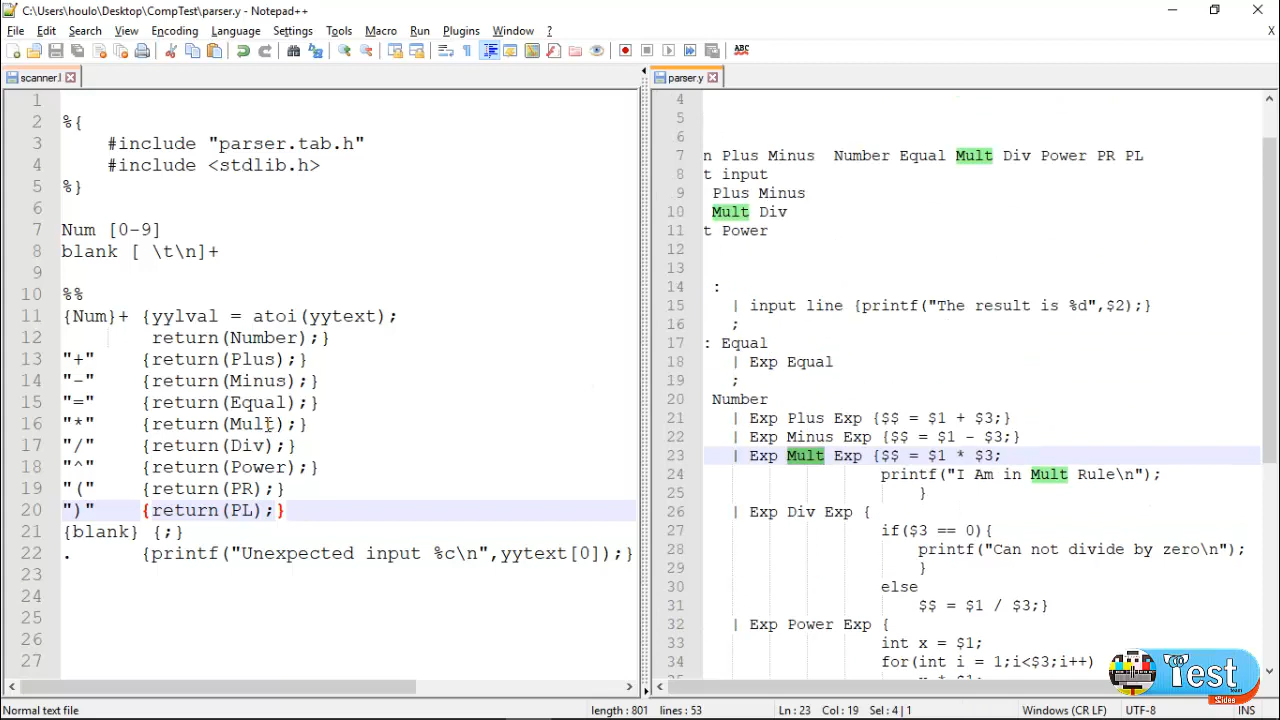 C:\Users\houlo\Desktop\CompTest\parser.y - Notepad++
File Edit Search View Encoding Language Settings Tools Macro Run Plugins Window ? X
ABC
scanner.l
1
2 %{
3 #include "parser.tab.h"
4 #include <stdlib.h>
5 %}
6
7 Num [0-9]
8 blank [ \t\n]+
9
10 %%
11 {Num}+ {yylval = atoi(yytext);
12 return(Number);}
13 "+" {return(Plus);}
14 "-" {return(Minus);}
15 "=" {return(Equal);}
16 "*" {return(Mult);}
17 "/" {return(Div);}
18 "^" {return(Power);}
19 "(" {return(PR);}
20 ")" {return(PL);}
21 {blank} {;}
22 . {printf("Unexpected input %c\n",yytext[0]);}
23
24
25
26
27
parser.y
4
5
6
7 n Plus Minus Number Equal Mult Div Power PR PL
8 t input
9 Plus Minus
10 Mult Div
11 t Power
12
13
14 :
15 | input line {printf("The result is %d",$2);}
16 ;
17 : Equal
18 | Exp Equal
19 ;
20 Number
21 | Exp Plus Exp {$$ = $1 + $3;}
22 | Exp Minus Exp {$$ = $1 - $3;}
23 | Exp Mult Exp {$$ = $1 * $3;
24 printf("I Am in Mult Rule\n");
25 }
26 | Exp Div Exp {
27 if($3 == 0){
28 printf("Can not divide by zero\n");
29 }
30 else
31 $$ = $1 / $3;}
32 | Exp Power Exp {
33 int x = $1;
34 for(int i = 1;i<$3;i++)
Test
Slides
Normal text file length : 801 lines : 53 Ln : 23 Col : 19 Sel : 4 | 1 Windows (CR LF) UTF-8 INS